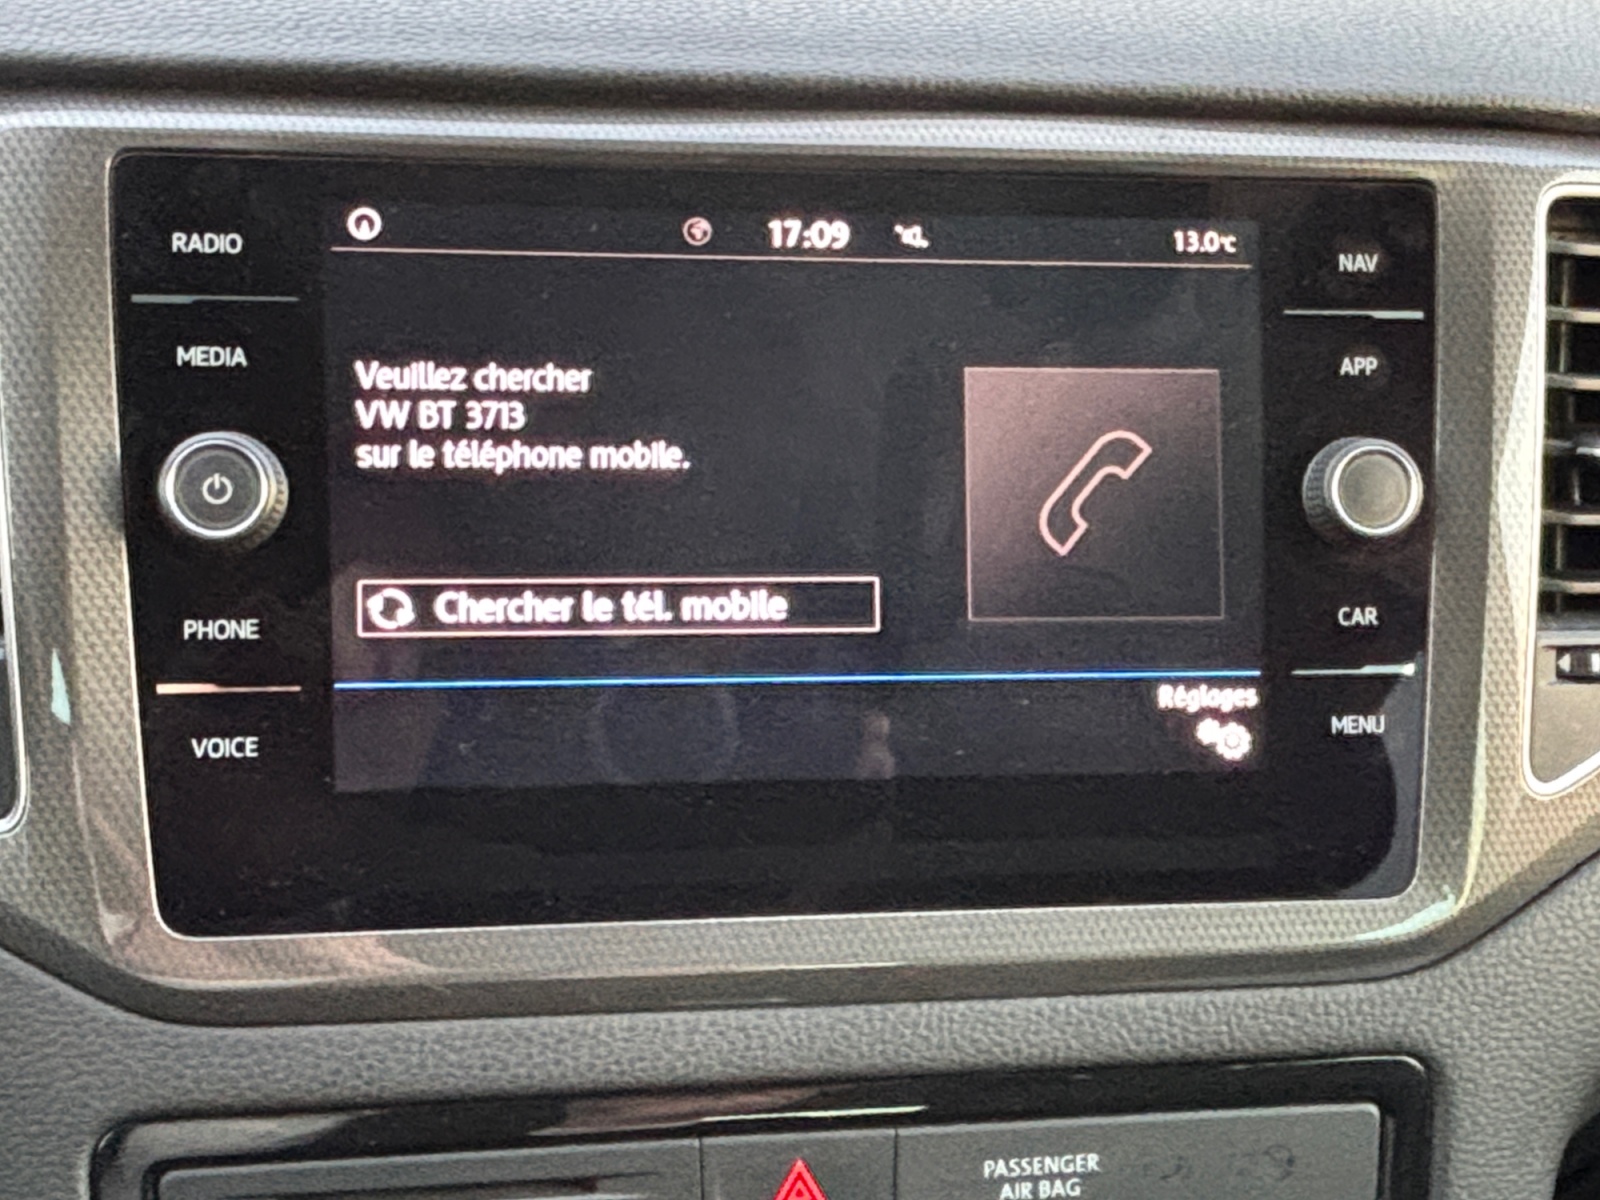 17:09
13.0°C
RADIO
MEDIA
PHONE
VOICE
Veuillez chercher
VW BT 3713
sur le téléphone mobile.
Chercher le tél. mobile
Réglages
NAV
APP
CAR
MENU
PASSENGER
AIR BAG